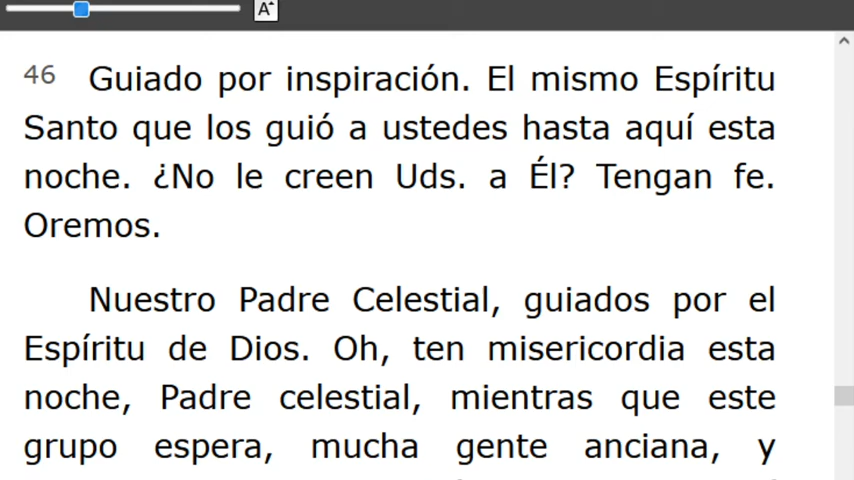 A
46 Guiado por inspiración. El mismo Espíritu
Santo que los guió a ustedes hasta aquí esta
noche. ¿No le creen Uds. a Él? Tengan fe.
Oremos.
Nuestro Padre Celestial, guiados por el
Espíritu de Dios. Oh, ten misericordia esta
noche, Padre celestial, mientras que este
grupo espera, mucha gente anciana, y